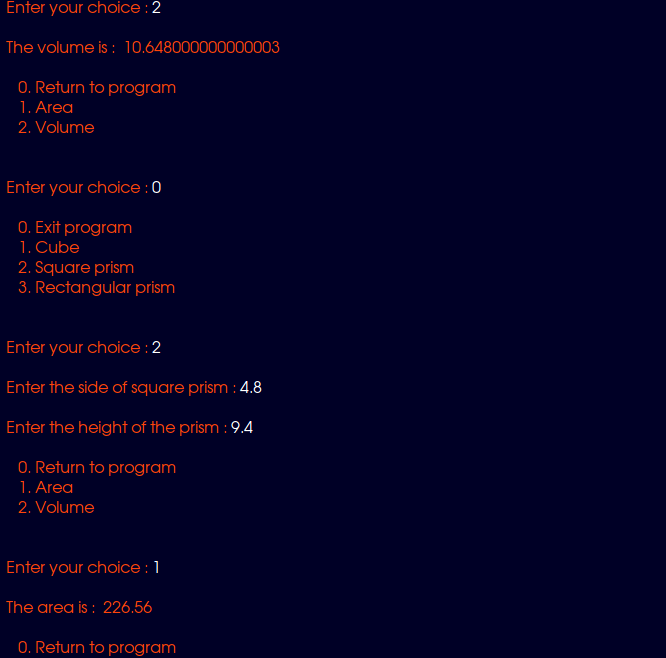 Enter your choice : 2
The volume is :  10.648000000000003
0. Return to program
1. Area
2. Volume
Enter your choice : 0
0. Exit program
1. Cube
2. Square prism
3. Rectangular prism
Enter your choice : 2
Enter the side of square prism : 4.8
Enter the height of the prism : 9.4
0. Return to program
1. Area
2. Volume
Enter your choice : 1
The area is :  226.56
0. Return to program